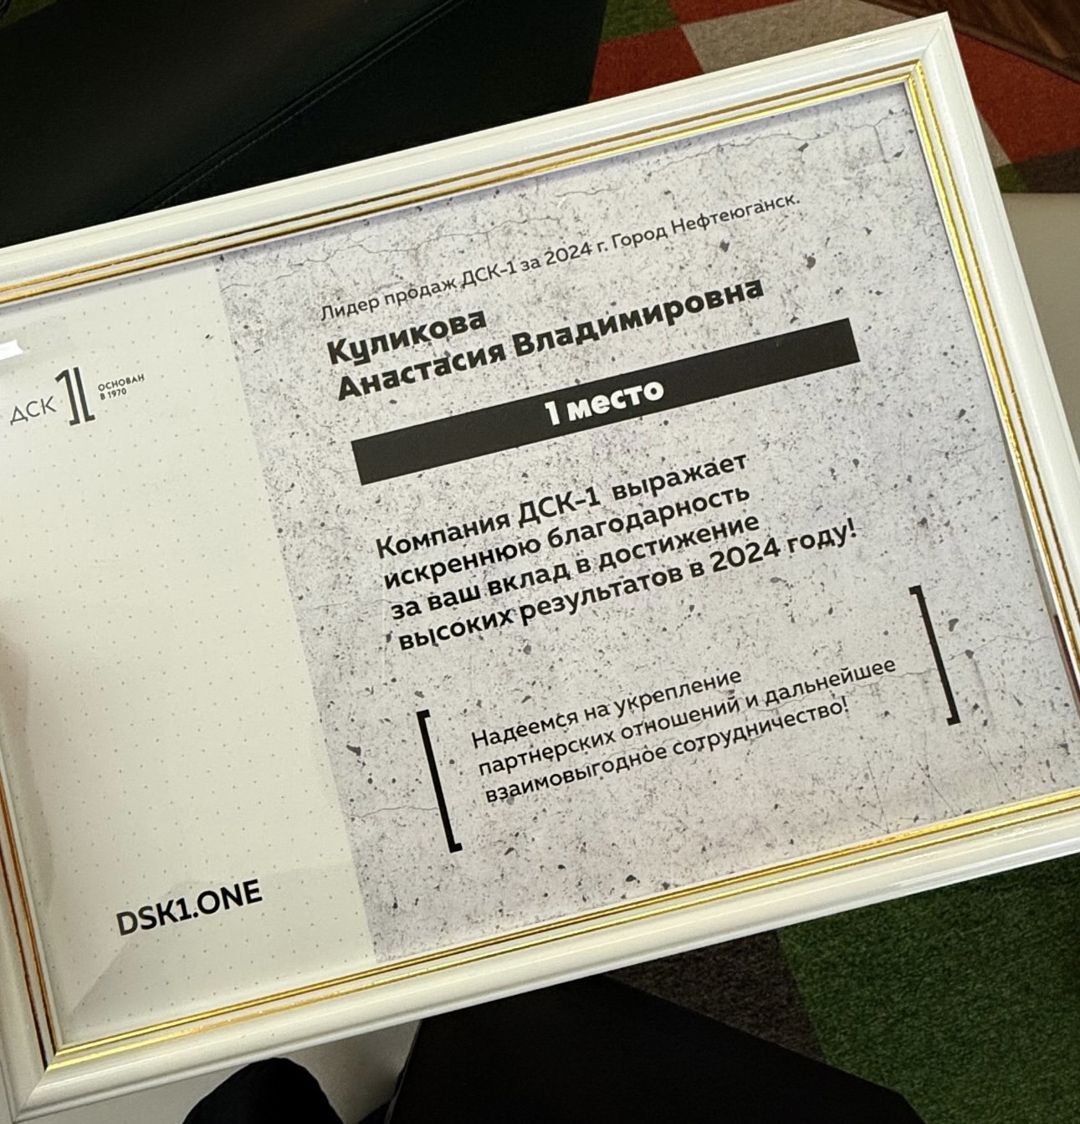 Лидер продаж ДСК-1 за 2024 г. Город Нефтеюганск.
Куликова
Анастасия Владимировна
1 место
Компания ДСК-1 выражает
искреннюю благодарность
за ваш вклад в достижение
высоких результатов в 2024 году!
Надеемся на укрепление
партнерских отношений и дальнейшее
взаимовыгодное сотрудничество!
ДСК 1
ОСНОВАН
В 1970
DSK1.ONE